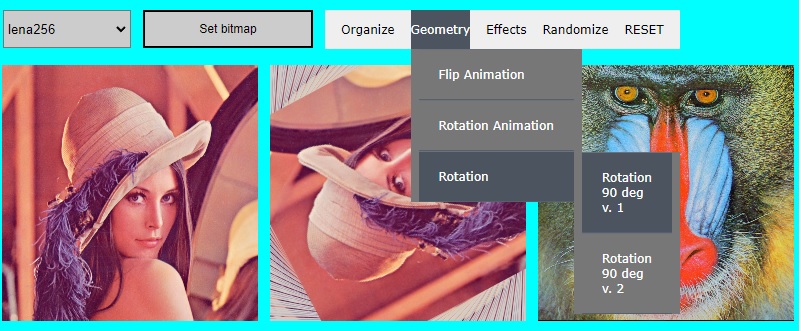 lena256
Set bitmap
Organize Geometry Effects Randomize RESET
Flip Animation
Rotation Animation
Rotation
Rotation
90 deg
v. 1
Rotation
90 deg
v. 2